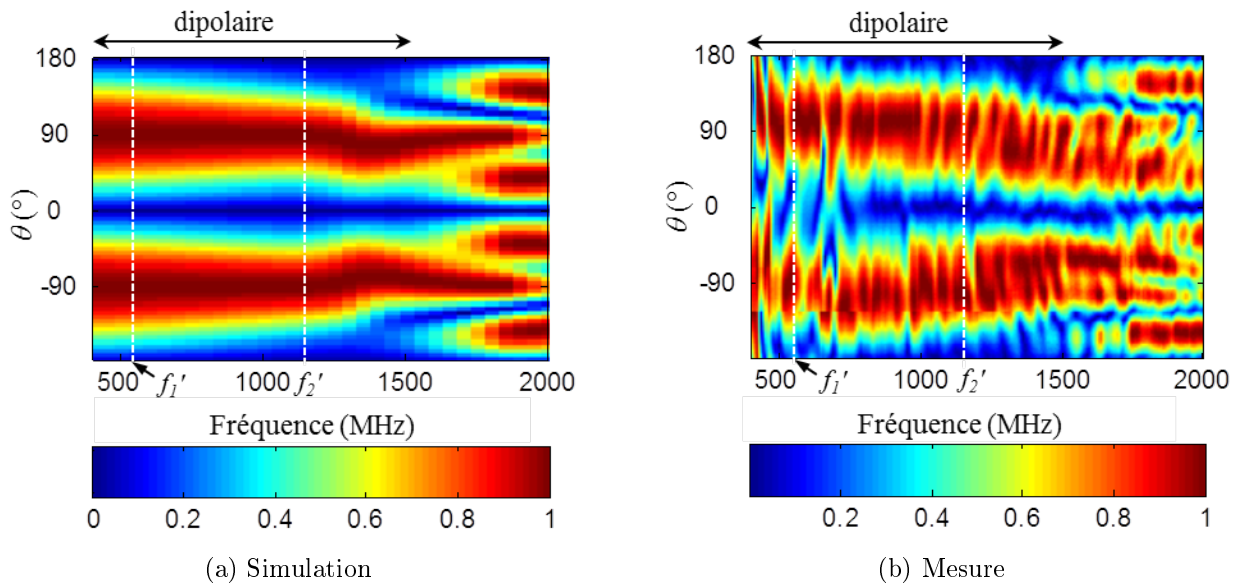 dipolaire
180
90
0
-90
θ (°)
500
1000
1500
2000
f₁'
f₂'
Fréquence (MHz)
0
0.2
0.4
0.6
0.8
1
(a) Simulation
dipolaire
180
90
0
-90
θ (°)
500
1000
1500
2000
f₁'
f₂'
Fréquence (MHz)
0.2
0.4
0.6
0.8
1
(b) Mesure